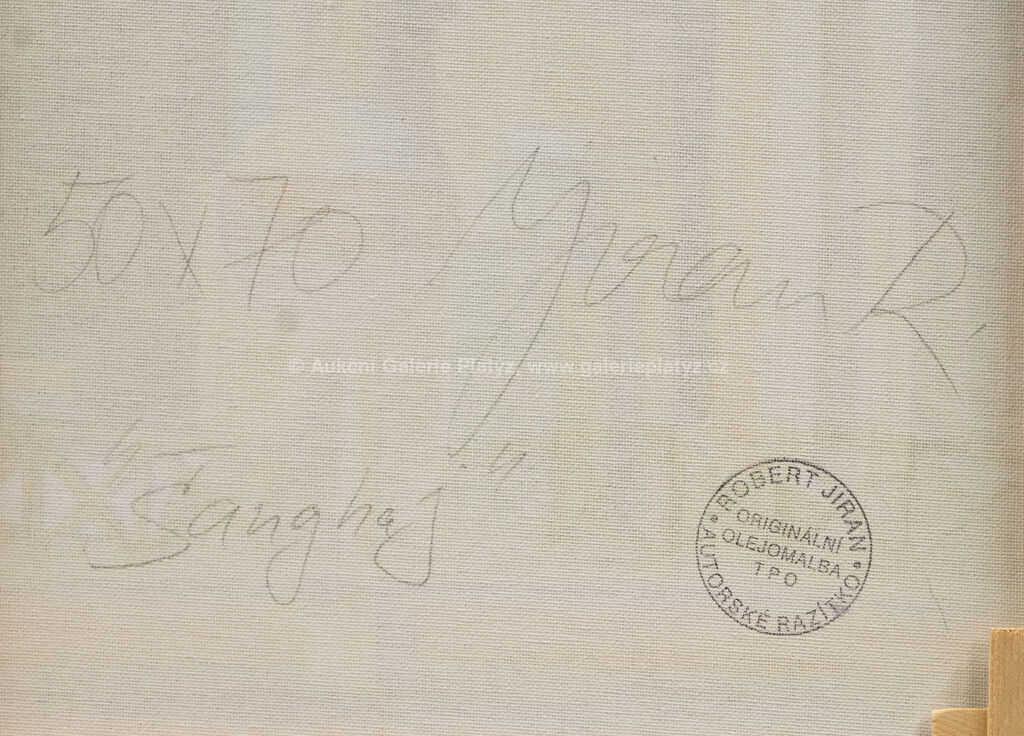 50x70 Jiran R.
© Aukční Galerie Platýz, www.galerieplatyz.cz
"Šanghaj"
ROBERT JIRAN
ORIGINÁLNÍ
OLEJOMALBA
T P O
• AUTORSKÉ RAZÍTKO •